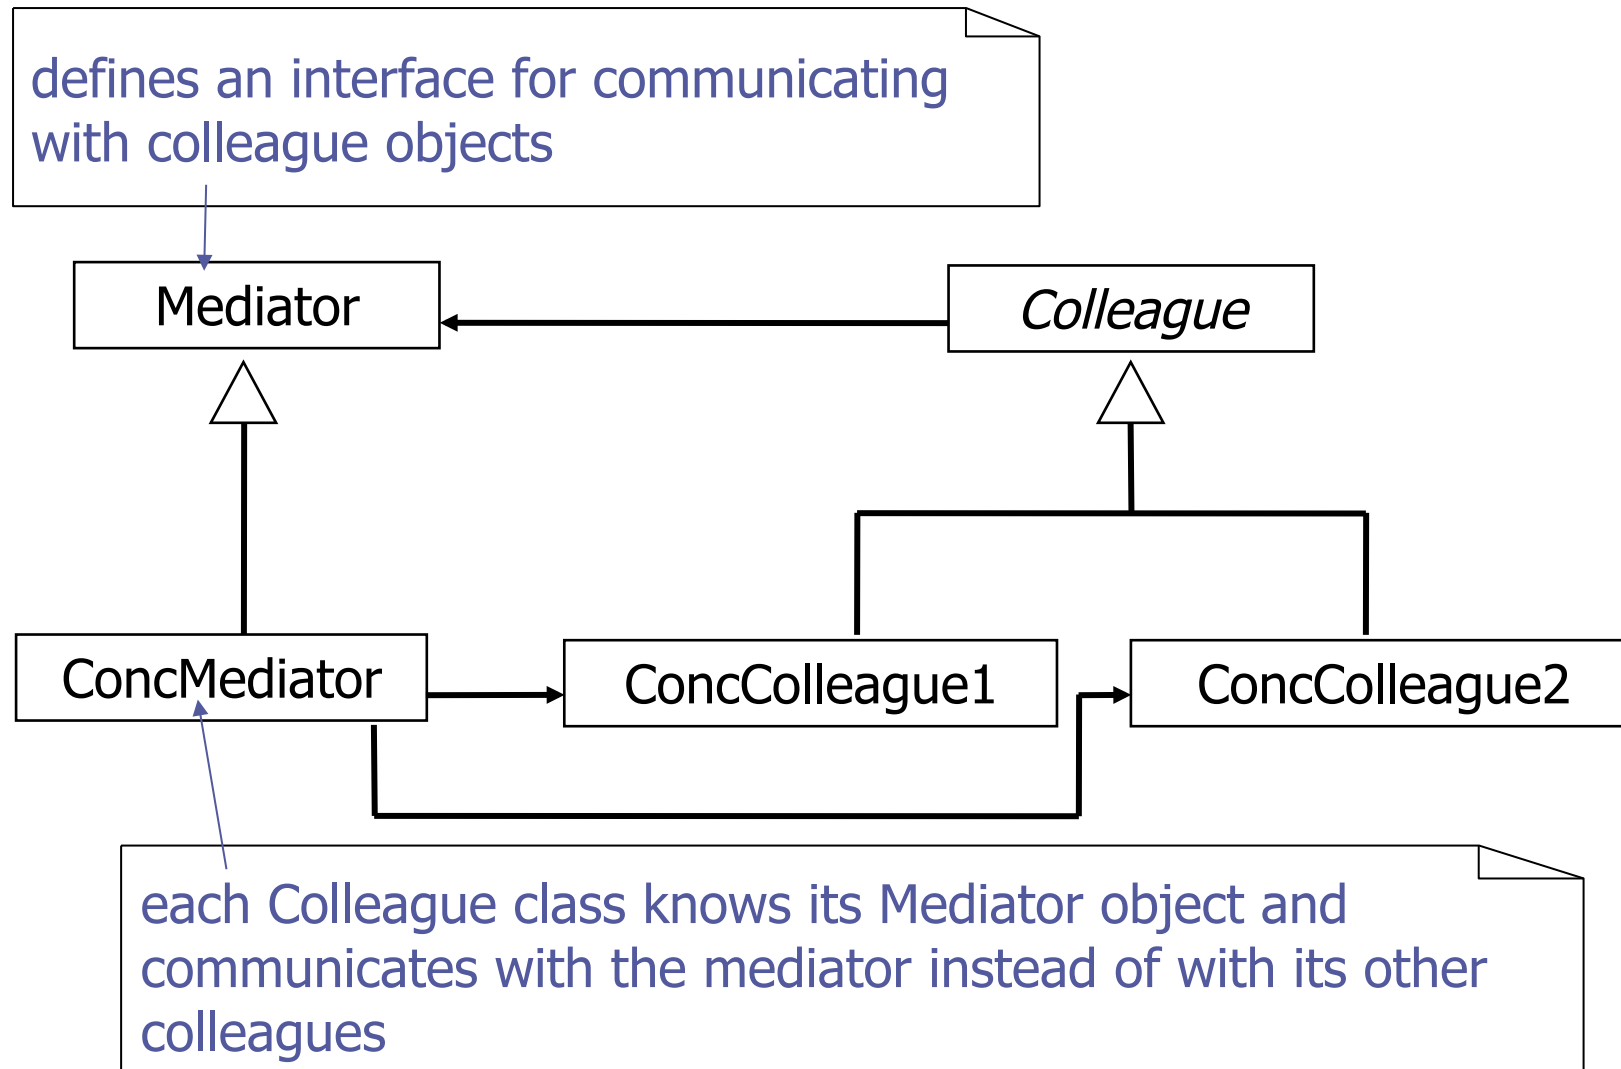 defines an interface for communicating
with colleague objects
Mediator
Colleague
ConcMediator
ConcColleague1
ConcColleague2
each Colleague class knows its Mediator object and
communicates with the mediator instead of with its other
colleagues